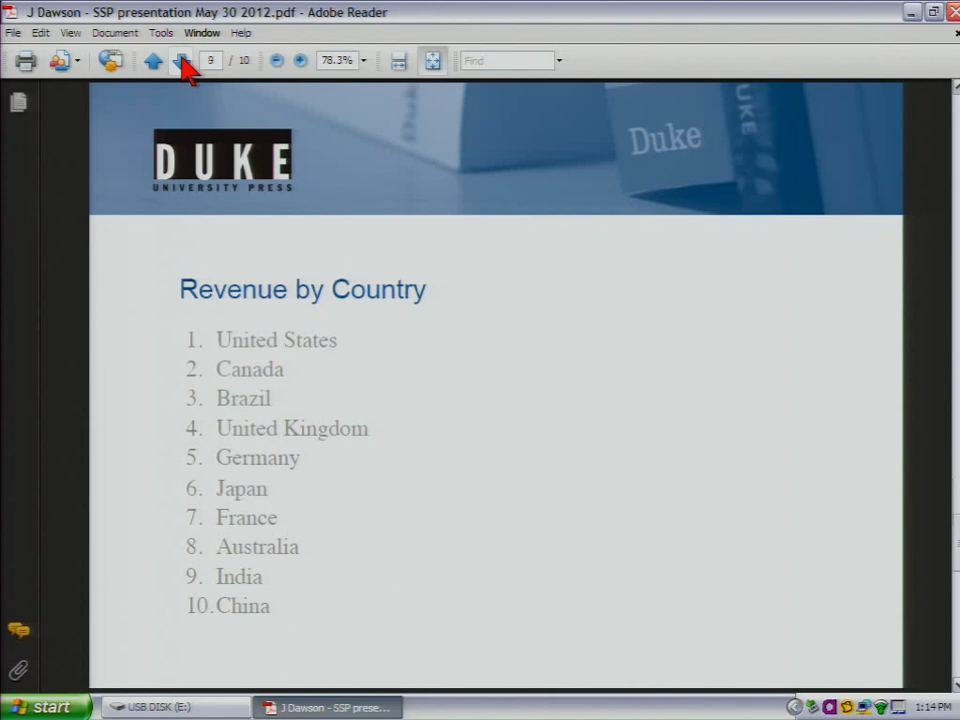 J Dawson - SSP presentation May 30 2012.pdf - Adobe Reader
File Edit View Document Tools Window Help
9 / 10 78.3% Find
Duke
DUKE
DUKE
UNIVERSITY PRESS
Revenue by Country
1. United States
2. Canada
3. Brazil
4. United Kingdom
5. Germany
6. Japan
7. France
8. Australia
9. India
10. China
start USB DISK (E:) J Dawson - SSP prese... 1:14 PM